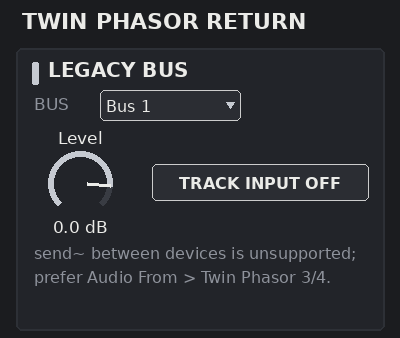 TWIN PHASOR RETURN
LEGACY BUS
BUS
Bus 1
Level
TRACK INPUT OFF
0.0 dB
send~ between devices is unsupported;
prefer Audio From > Twin Phasor 3/4.